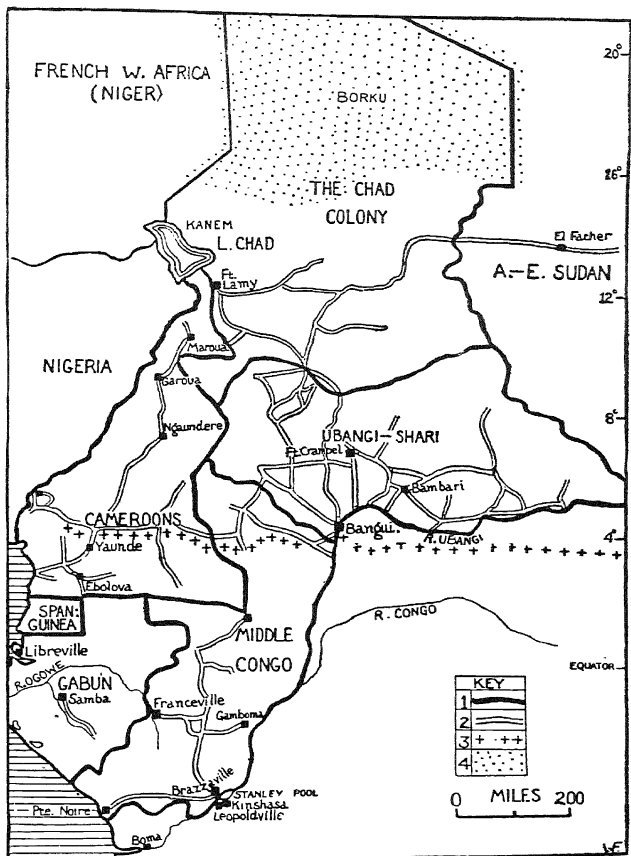 FRENCH W. AFRICA
(NIGER)
BORKU
20°
16°
THE CHAD
COLONY
KANEM
L. CHAD
El Facher
Ft.
Lamy
A.-E. SUDAN
12°
Maroua
NIGERIA
Garoua
8°
Ngaundere
UBANGI-SHARI
Ft. Crampel
Bambari
CAMEROONS
Bangui.
R. UBANGI
4°
Yaunde
Ebolova
SPAN:
GUINEA
R. CONGO
MIDDLE
CONGO
Libreville
EQUATOR
R. OGOWE
GABUN
Samba
Franceville
Gamboma
KEY
1
2
3
4
Brazzaville
STANLEY POOL
Kinshasa
Leopoldville
Pte. Noire
Boma
0 MILES 200